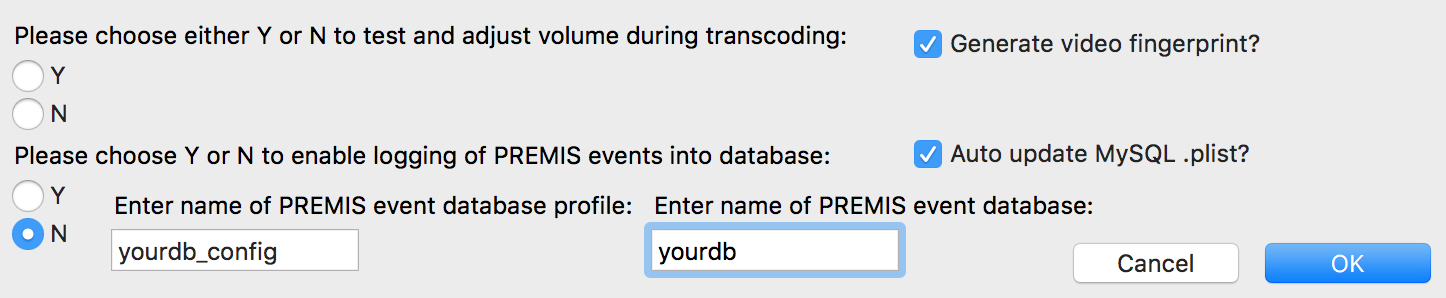 Please choose either Y or N to test and adjust volume during transcoding:
Generate video fingerprint?
Y
N
Please choose Y or N to enable logging of PREMIS events into database:
Auto update MySQL .plist?
Y
Enter name of PREMIS event database profile:
Enter name of PREMIS event database:
N
yourdb_config
yourdb
Cancel
OK